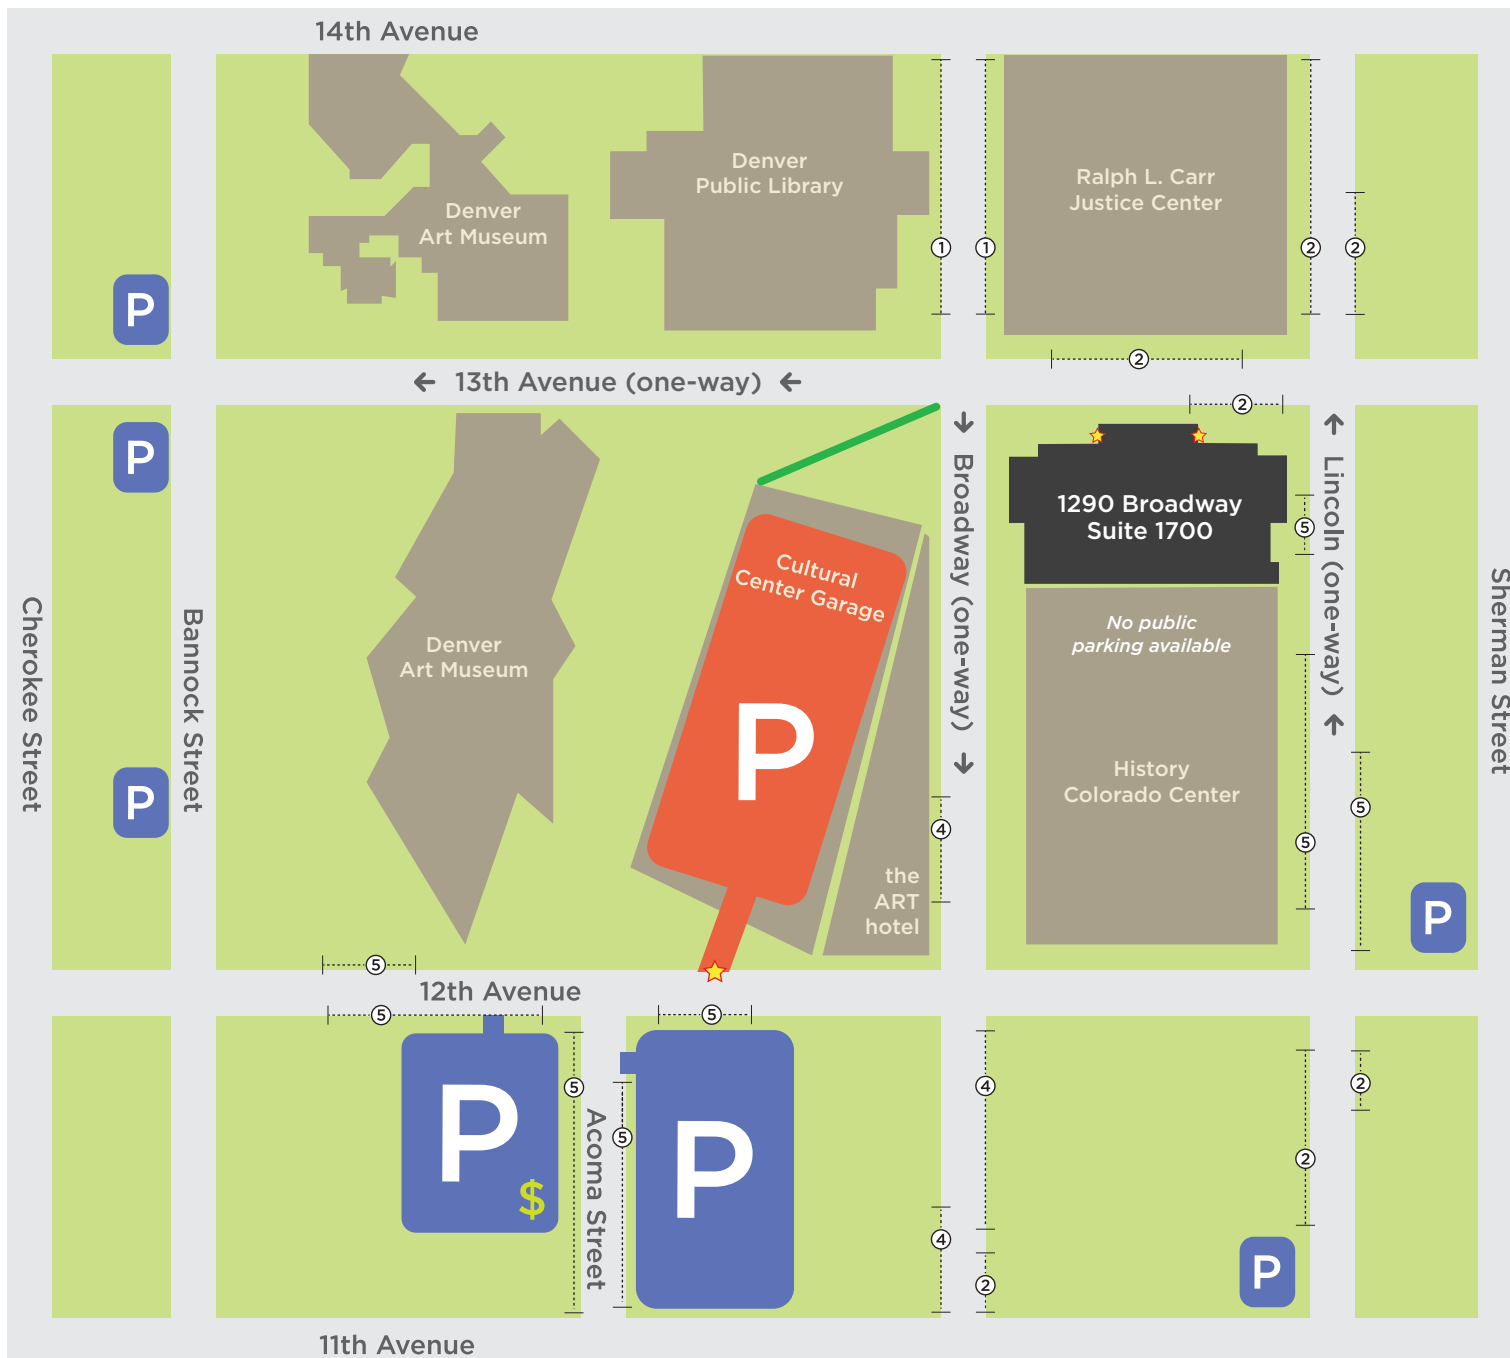 14th Avenue
Denver
Art Museum
Denver
Public Library
Ralph L. Carr
Justice Center
1
1
2
2
P
2
← 13th Avenue (one-way) ←
2
P
1290 Broadway
Suite 1700
5
Cultural
Center Garage
No public
parking available
Denver
Art Museum
P
Cherokee Street
Bannock Street
↓ Broadway (one-way) ↓
↑ Lincoln (one-way) ↑
Sherman Street
History
Colorado Center
P
4
5
5
the
ART
hotel
P
5
12th Avenue
5
5
P
$
5
Acoma Street
5
P
4
4
2
2
2
P
11th Avenue